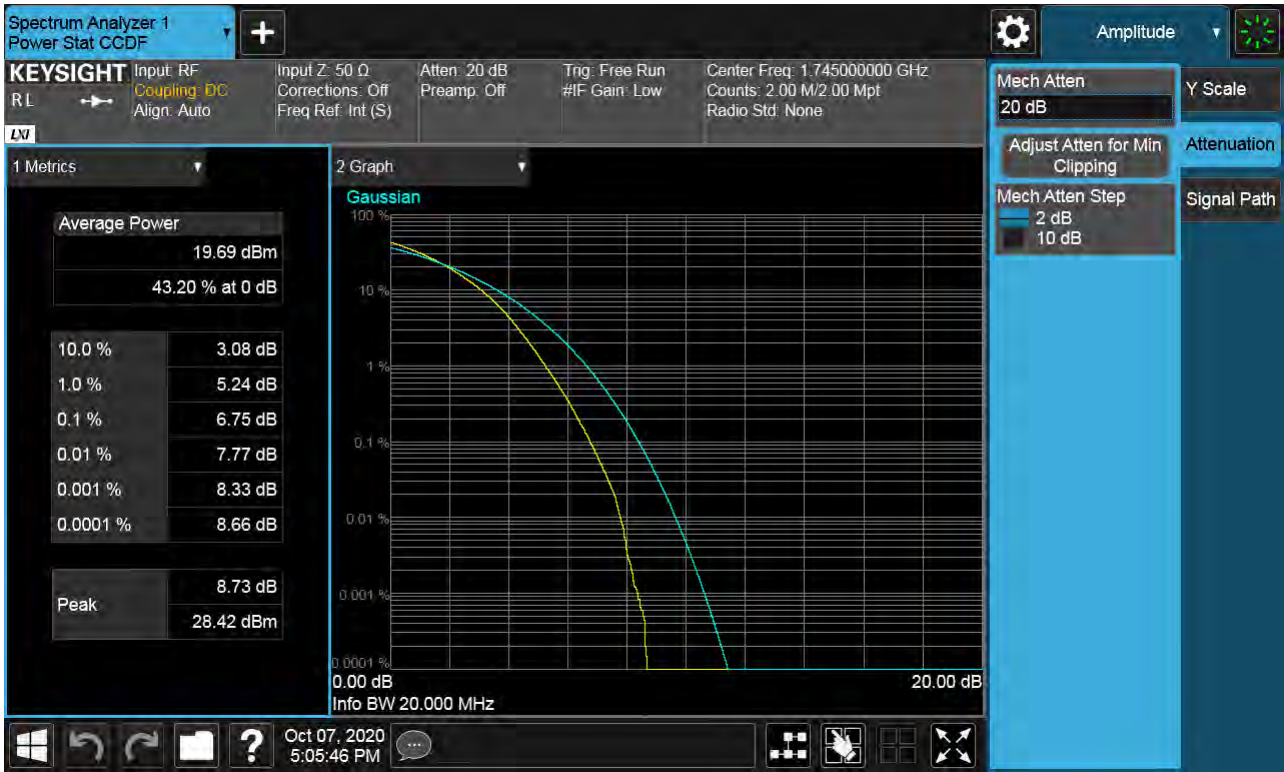 Spectrum Analyzer 1
Power Stat CCDF
+
Amplitude
KEYSIGHT
RL
LXI
Input: RF
Coupling: DC
Align: Auto
Input Z: 50 Ω
Corrections: Off
Freq Ref: Int (S)
Atten: 20 dB
Preamp: Off
Trig: Free Run
#IF Gain: Low
Center Freq: 1.745000000 GHz
Counts: 2.00 M/2.00 Mpt
Radio Std: None
Mech Atten
20 dB
Adjust Atten for Min
Clipping
Mech Atten Step
2 dB
10 dB
Y Scale
Attenuation
Signal Path
1 Metrics
Average Power
19.69 dBm
43.20 % at 0 dB
10.0 % 3.08 dB
1.0 % 5.24 dB
0.1 % 6.75 dB
0.01 % 7.77 dB
0.001 % 8.33 dB
0.0001 % 8.66 dB
Peak
8.73 dB
28.42 dBm
2 Graph
Gaussian
100 %
10 %
1 %
0.1 %
0.01 %
0.001 %
0.0001 %
0.00 dB
20.00 dB
Info BW 20.000 MHz
?
Oct 07, 2020
5:05:46 PM